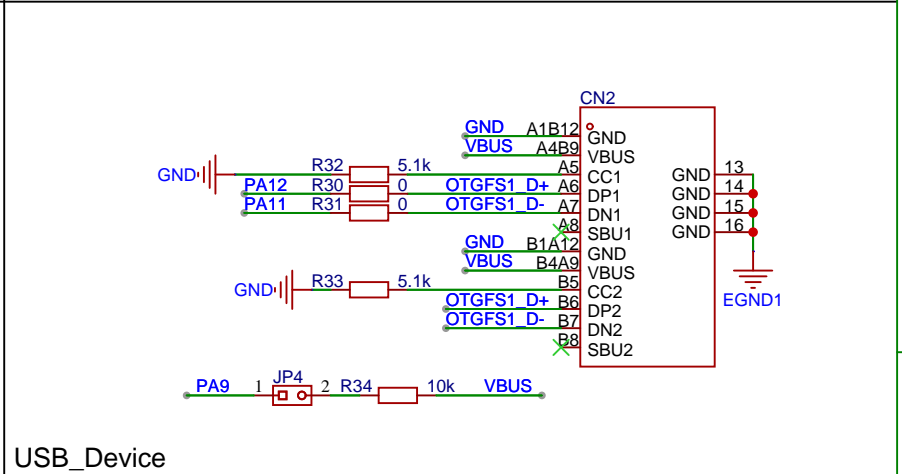 CN2
GND A1B12 GND
VBUS A4B9 VBUS
GND R32 5.1k A5 CC1 GND 13
PA12 R30 0 OTGFS1_D+ A6 DP1 GND 14
PA11 R31 0 OTGFS1_D- A7 DN1 GND 15
A8 SBU1 GND 16
GND B1A12 GND
VBUS B4A9 VBUS
GND R33 5.1k B5 CC2 EGND1
OTGFS1_D+ B6 DP2
OTGFS1_D- B7 DN2
B8 SBU2
PA9 1 JP4 2 R34 10k VBUS
USB_Device